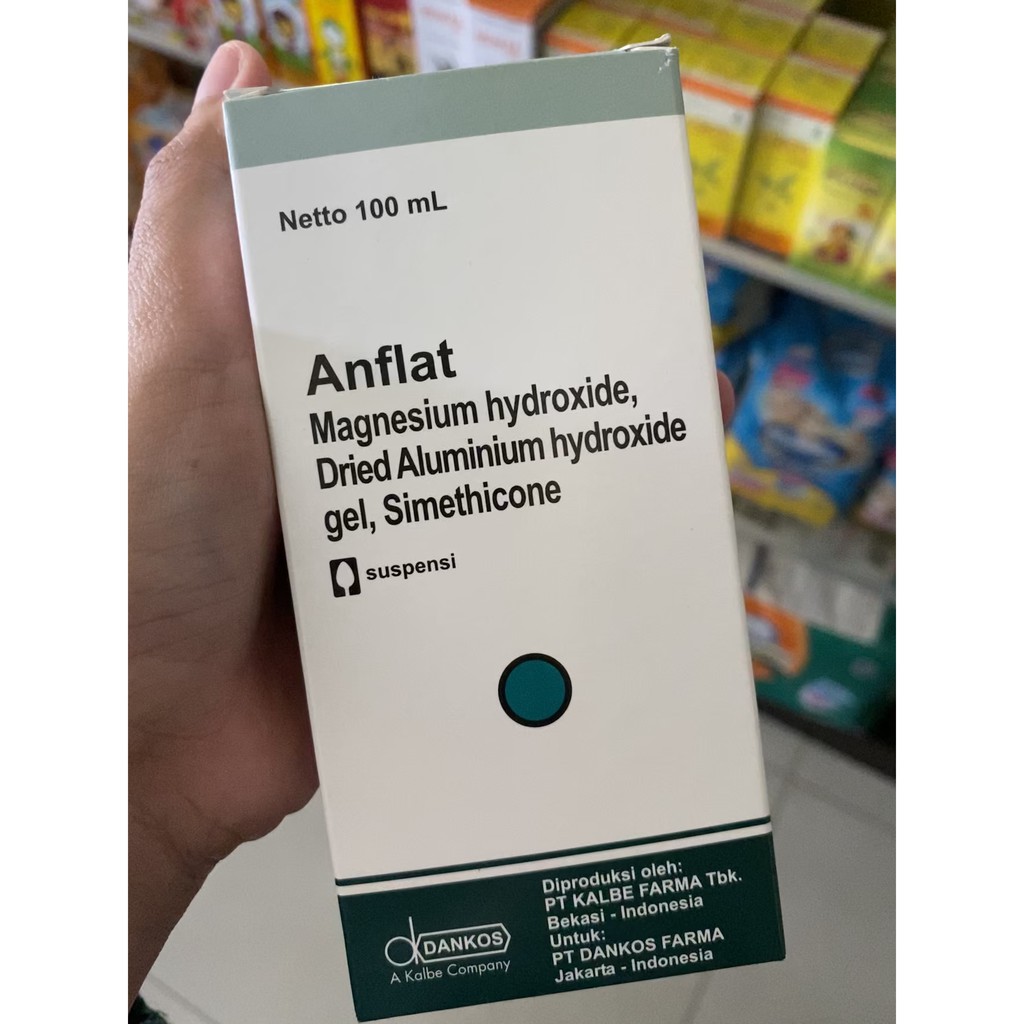 Netto 100 mL
Anflat
Magnesium hydroxide,
Dried Aluminium hydroxide
gel, Simethicone
suspensi
dk DANKOS
A Kalbe Company
Diproduksi oleh:
PT KALBE FARMA Tbk.
Bekasi - Indonesia
Untuk:
PT DANKOS FARMA
Jakarta - Indonesia